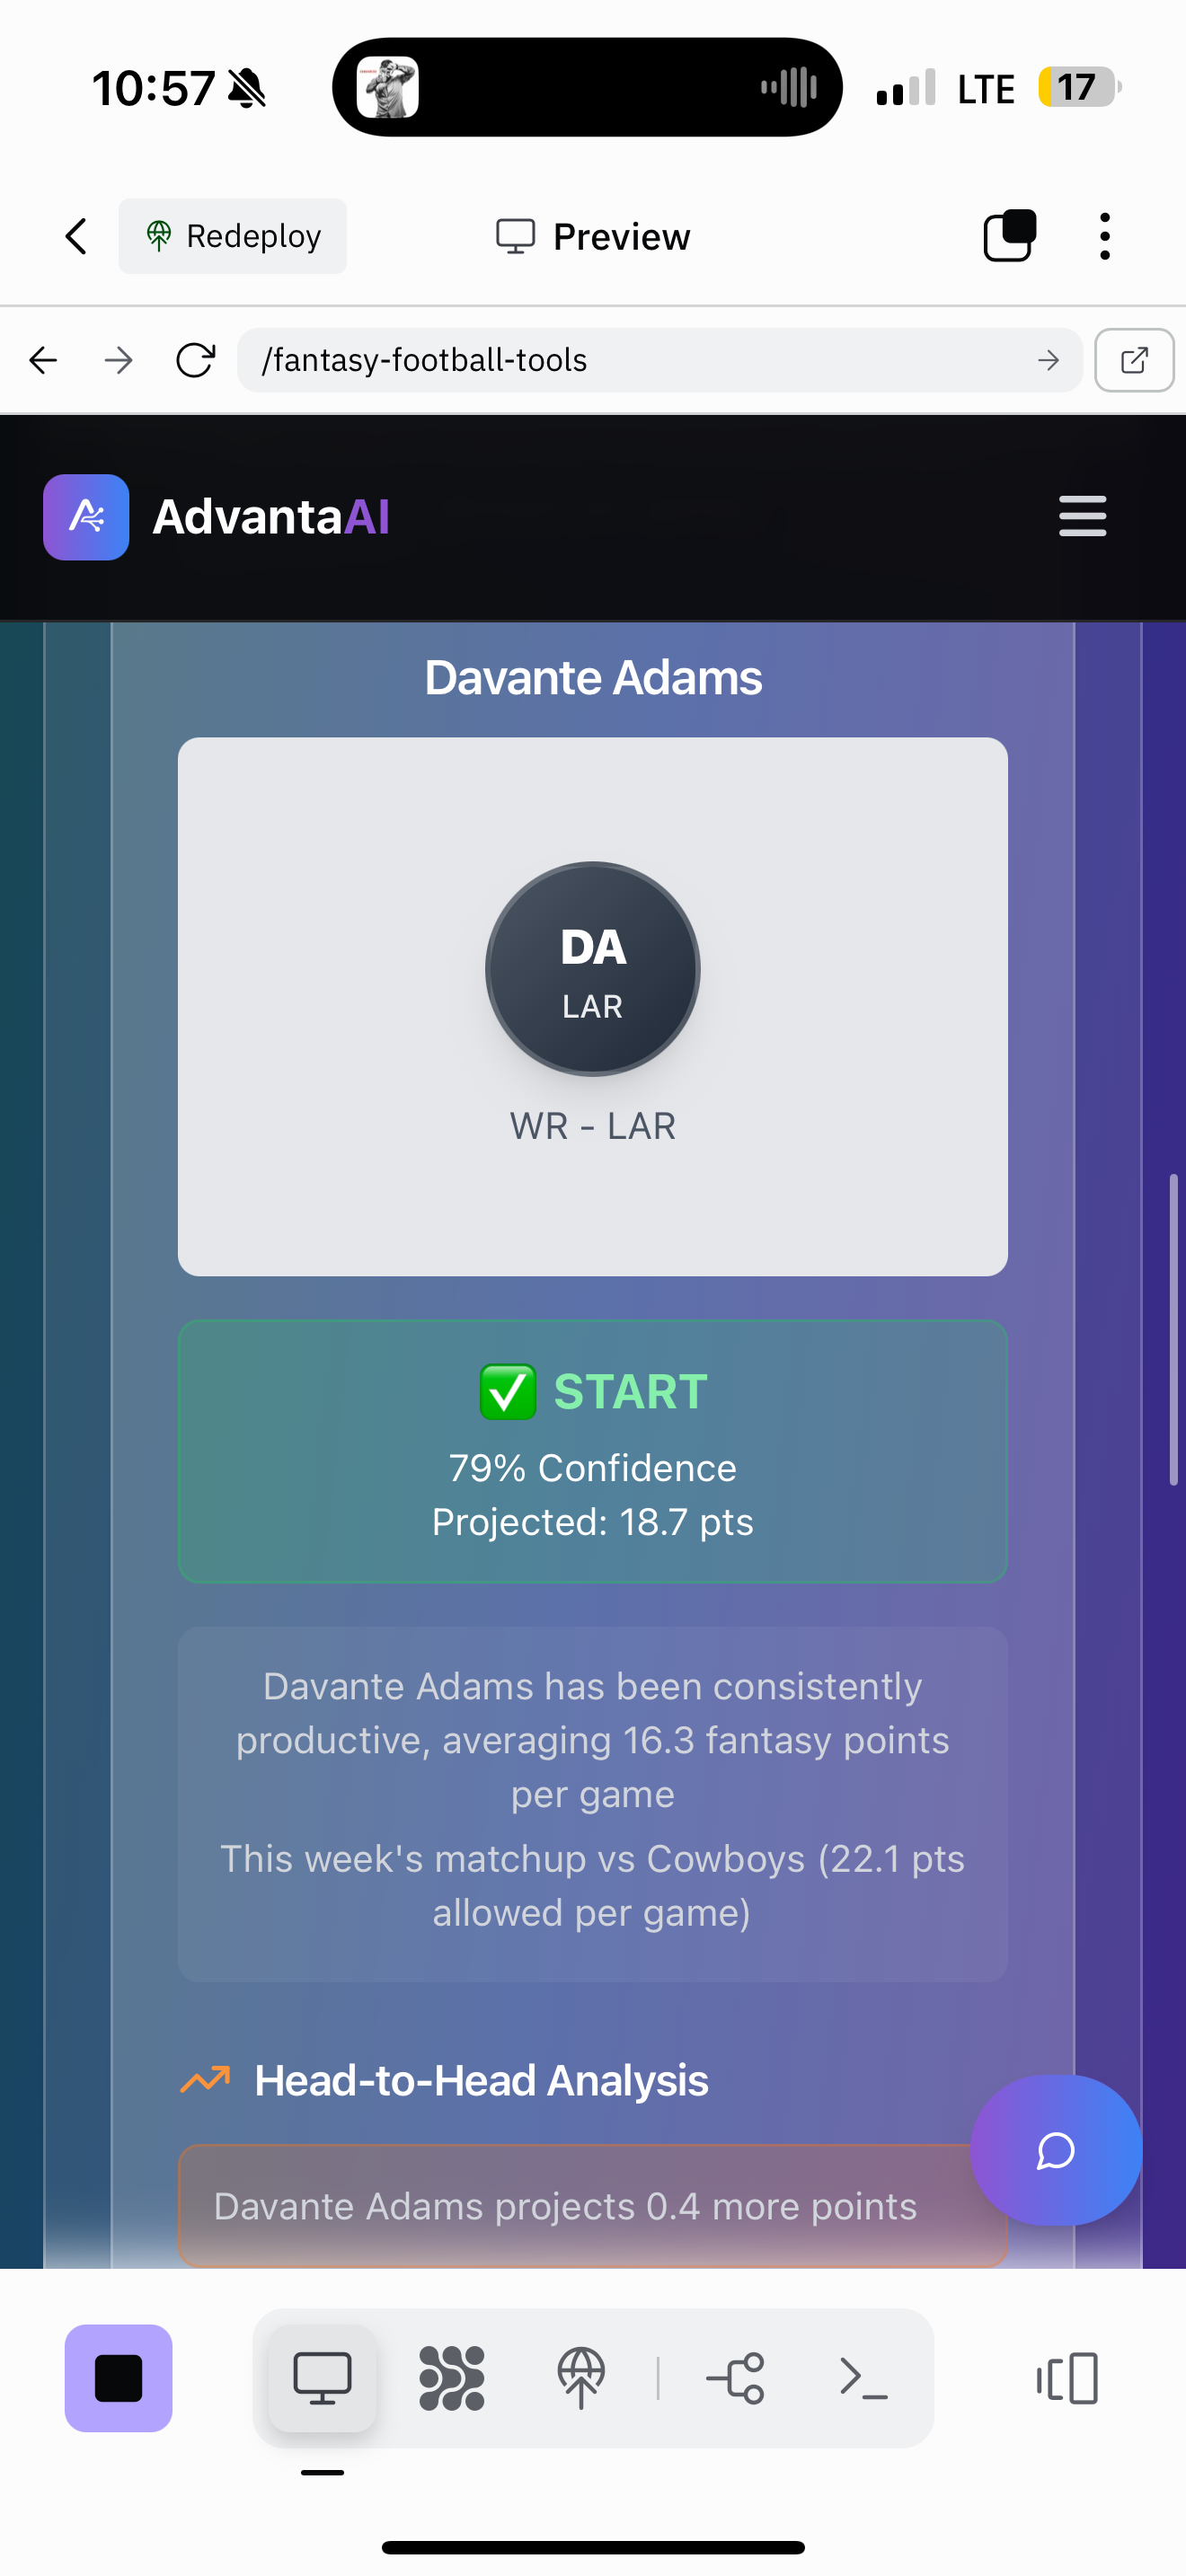 10:57
LTE
17
Redeploy
Preview
/fantasy-football-tools
AdvantaAI
Davante Adams
DA
LAR
WR - LAR
✅ START
79% Confidence
Projected: 18.7 pts
Davante Adams has been consistently
productive, averaging 16.3 fantasy points
per game
This week's matchup vs Cowboys (22.1 pts
allowed per game)
Head-to-Head Analysis
Davante Adams projects 0.4 more points